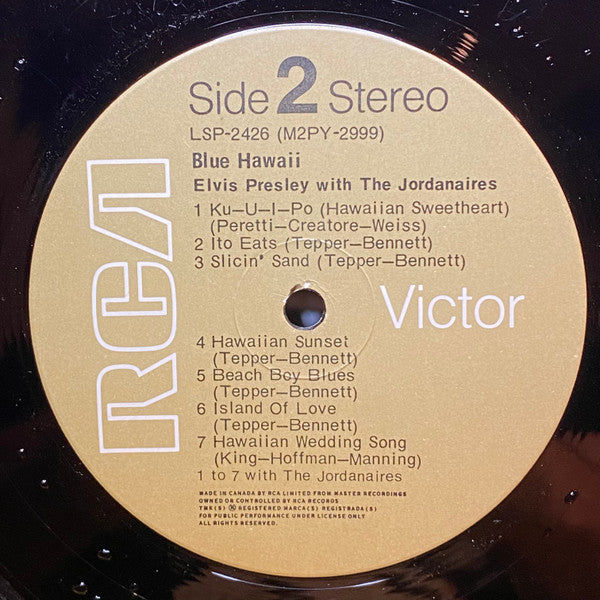 Side 2 Stereo
LSP-2426 (M2PY-2999)
Blue Hawaii
Elvis Presley with The Jordanaires
1 Ku-U-I-Po (Hawaiian Sweetheart)
(Peretti-Creatore-Weiss)
2 Ito Eats (Tepper-Bennett)
3 Slicin' Sand (Tepper-Bennett)
RCA
Victor
4 Hawaiian Sunset
(Tepper-Bennett)
5 Beach Boy Blues
(Tepper-Bennett)
6 Island Of Love
(Tepper-Bennett)
7 Hawaiian Wedding Song
(King-Hoffman-Manning)
1 to 7 with The Jordanaires
MADE IN CANADA BY RCA LIMITED FROM MASTER RECORDINGS
OWNED OR CONTROLLED BY RCA RECORDS
TMK(S) ® REGISTERED MARCA(S) REGISTRADA(S)
FOR PUBLIC PERFORMANCE UNDER LICENSE ONLY
ALL RIGHTS RESERVED.